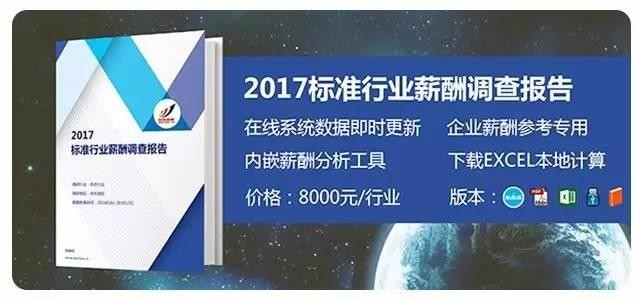 2017
标准行业薪酬调查报告
2017标准行业薪酬调查报告
在线系统数据即时更新 企业薪酬参考专用
内嵌薪酬分析工具 下载EXCEL本地计算
价格：8000元/行业 版本：